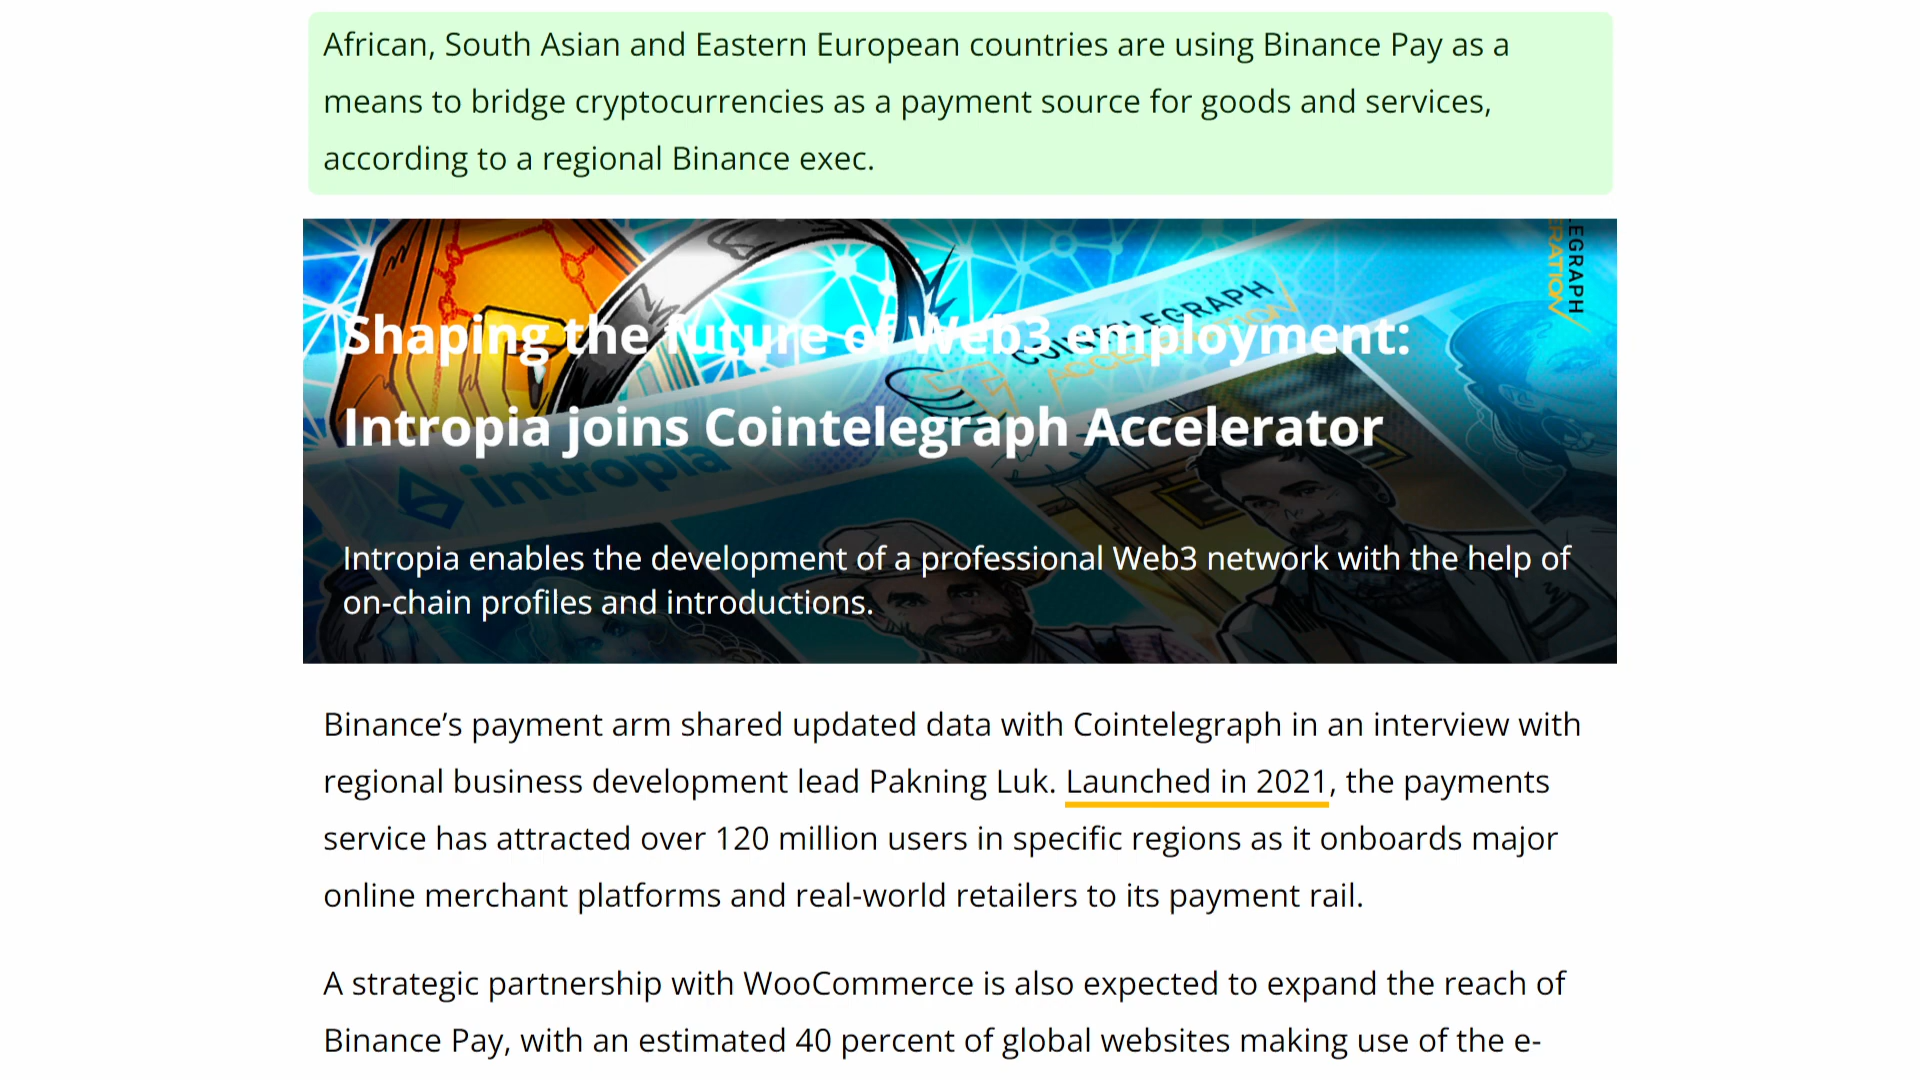 African, South Asian and Eastern European countries are using Binance Pay as a
means to bridge cryptocurrencies as a payment source for goods and services,
according to a regional Binance exec.
EGRAPH
ERATION
COINTELEGRAPH
Shaping the future of Web3 employment:
Intropia joins Cointelegraph Accelerator
intropia
Intropia enables the development of a professional Web3 network with the help of
on-chain profiles and introductions.
Binance’s payment arm shared updated data with Cointelegraph in an interview with
regional business development lead Pakning Luk. Launched in 2021, the payments
service has attracted over 120 million users in specific regions as it onboards major
online merchant platforms and real-world retailers to its payment rail.
A strategic partnership with WooCommerce is also expected to expand the reach of
Binance Pay, with an estimated 40 percent of global websites making use of the e-